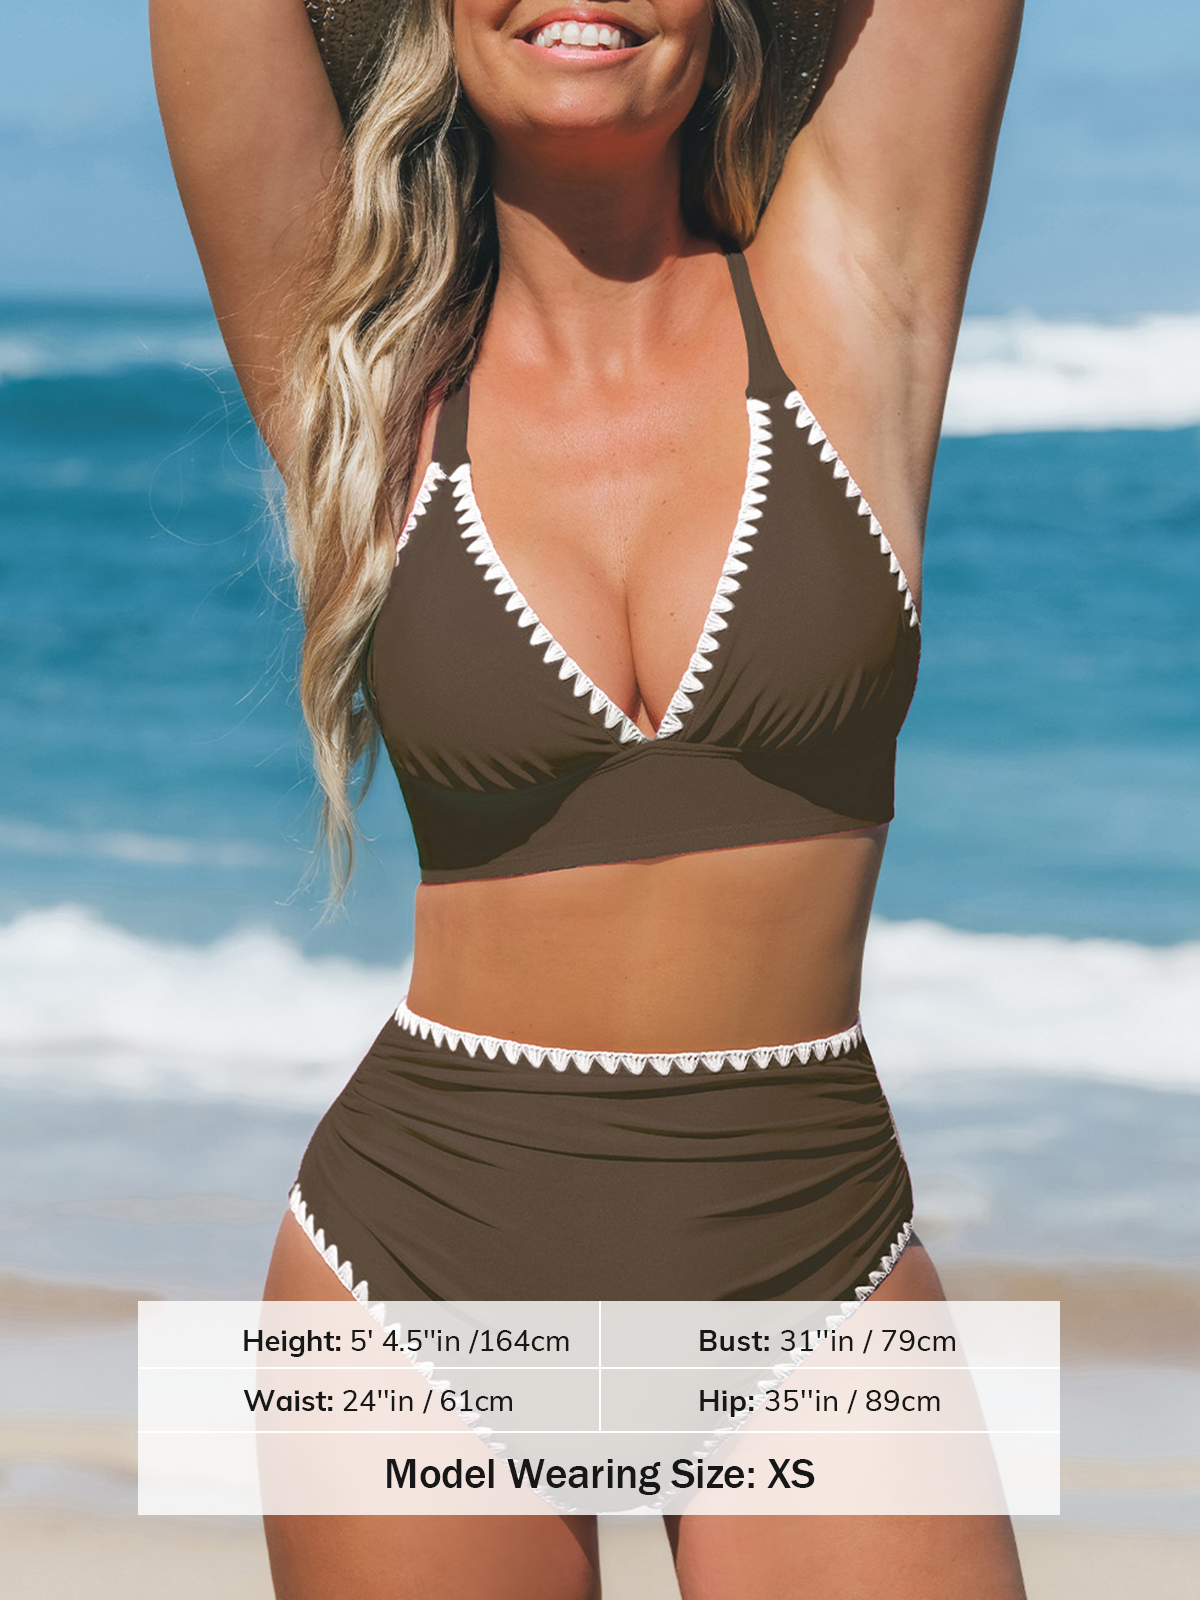 Height: 5' 4.5"in /164cm Bust: 31"in / 79cm
Waist: 24"in / 61cm Hip: 35"in / 89cm
Model Wearing Size: XS